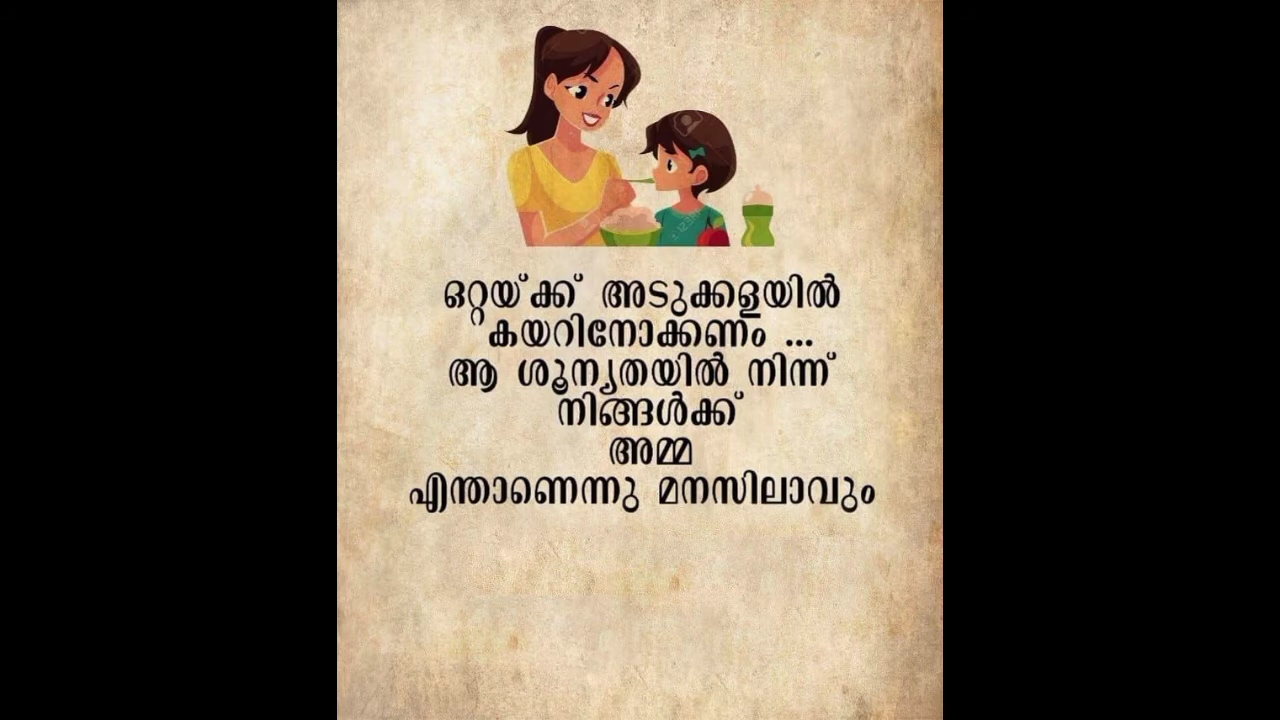 ഒറ്റയ്ക്ക് അടുക്കളയിൽ
കയറിനോക്കണം ...
ആ ശൂന്യതയിൽ നിന്ന്
നിങ്ങൾക്ക്
അമ്മ
എന്താണെന്നു മനസിലാവും